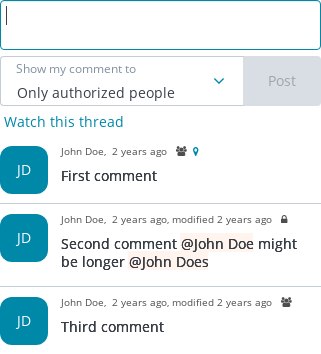 Show my comment to
Only authorized people
Post
Watch this thread
JD
John Doe, 2 years ago
First comment
JD
John Doe, 2 years ago, modified 2 years ago
Second comment @John Doe might
be longer @John Does
JD
John Doe, 2 years ago, modified 2 years ago
Third comment